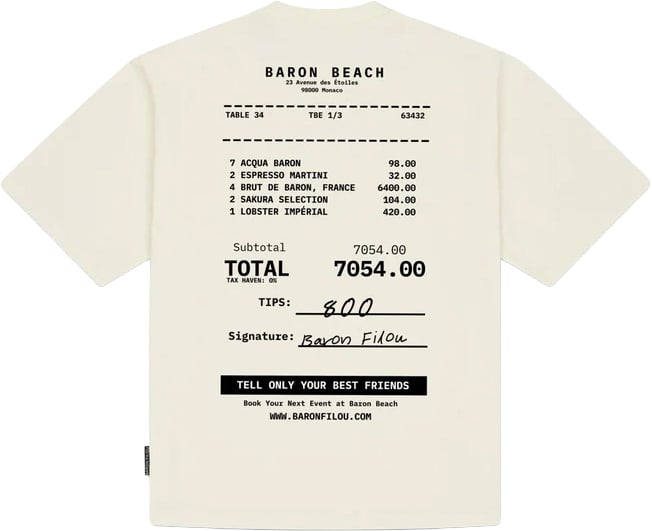 BARON BEACH
23 Avenue des Étoiles
98000 Monaco
TABLE 34 TBE 1/3 63432
7 ACQUA BARON 98.00
2 ESPRESSO MARTINI 32.00
4 BRUT DE BARON, FRANCE 6400.00
2 SAKURA SELECTION 104.00
1 LOBSTER IMPÉRIAL 420.00
Subtotal 7054.00
TOTAL 7054.00
TAX HAVEN: 0%
TIPS: 800
Signature: Baron Filou
TELL ONLY YOUR BEST FRIENDS
Book Your Next Event at Baron Beach
WWW.BARONFILOU.COM